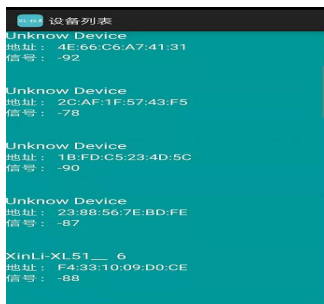 设备列表
Unknow Device
地址： 4E:66:C6:A7:41:31
信号： -92
Unknow Device
地址： 2C:AF:1F:57:43:F5
信号： -78
Unknow Device
地址： 1B:FD:C5:23:4D:5C
信号： -90
Unknow Device
地址： 23:88:56:7E:BD:FE
信号： -87
XinLi-XL51__ 6
地址： F4:33:10:09:D0:CE
信号： -88